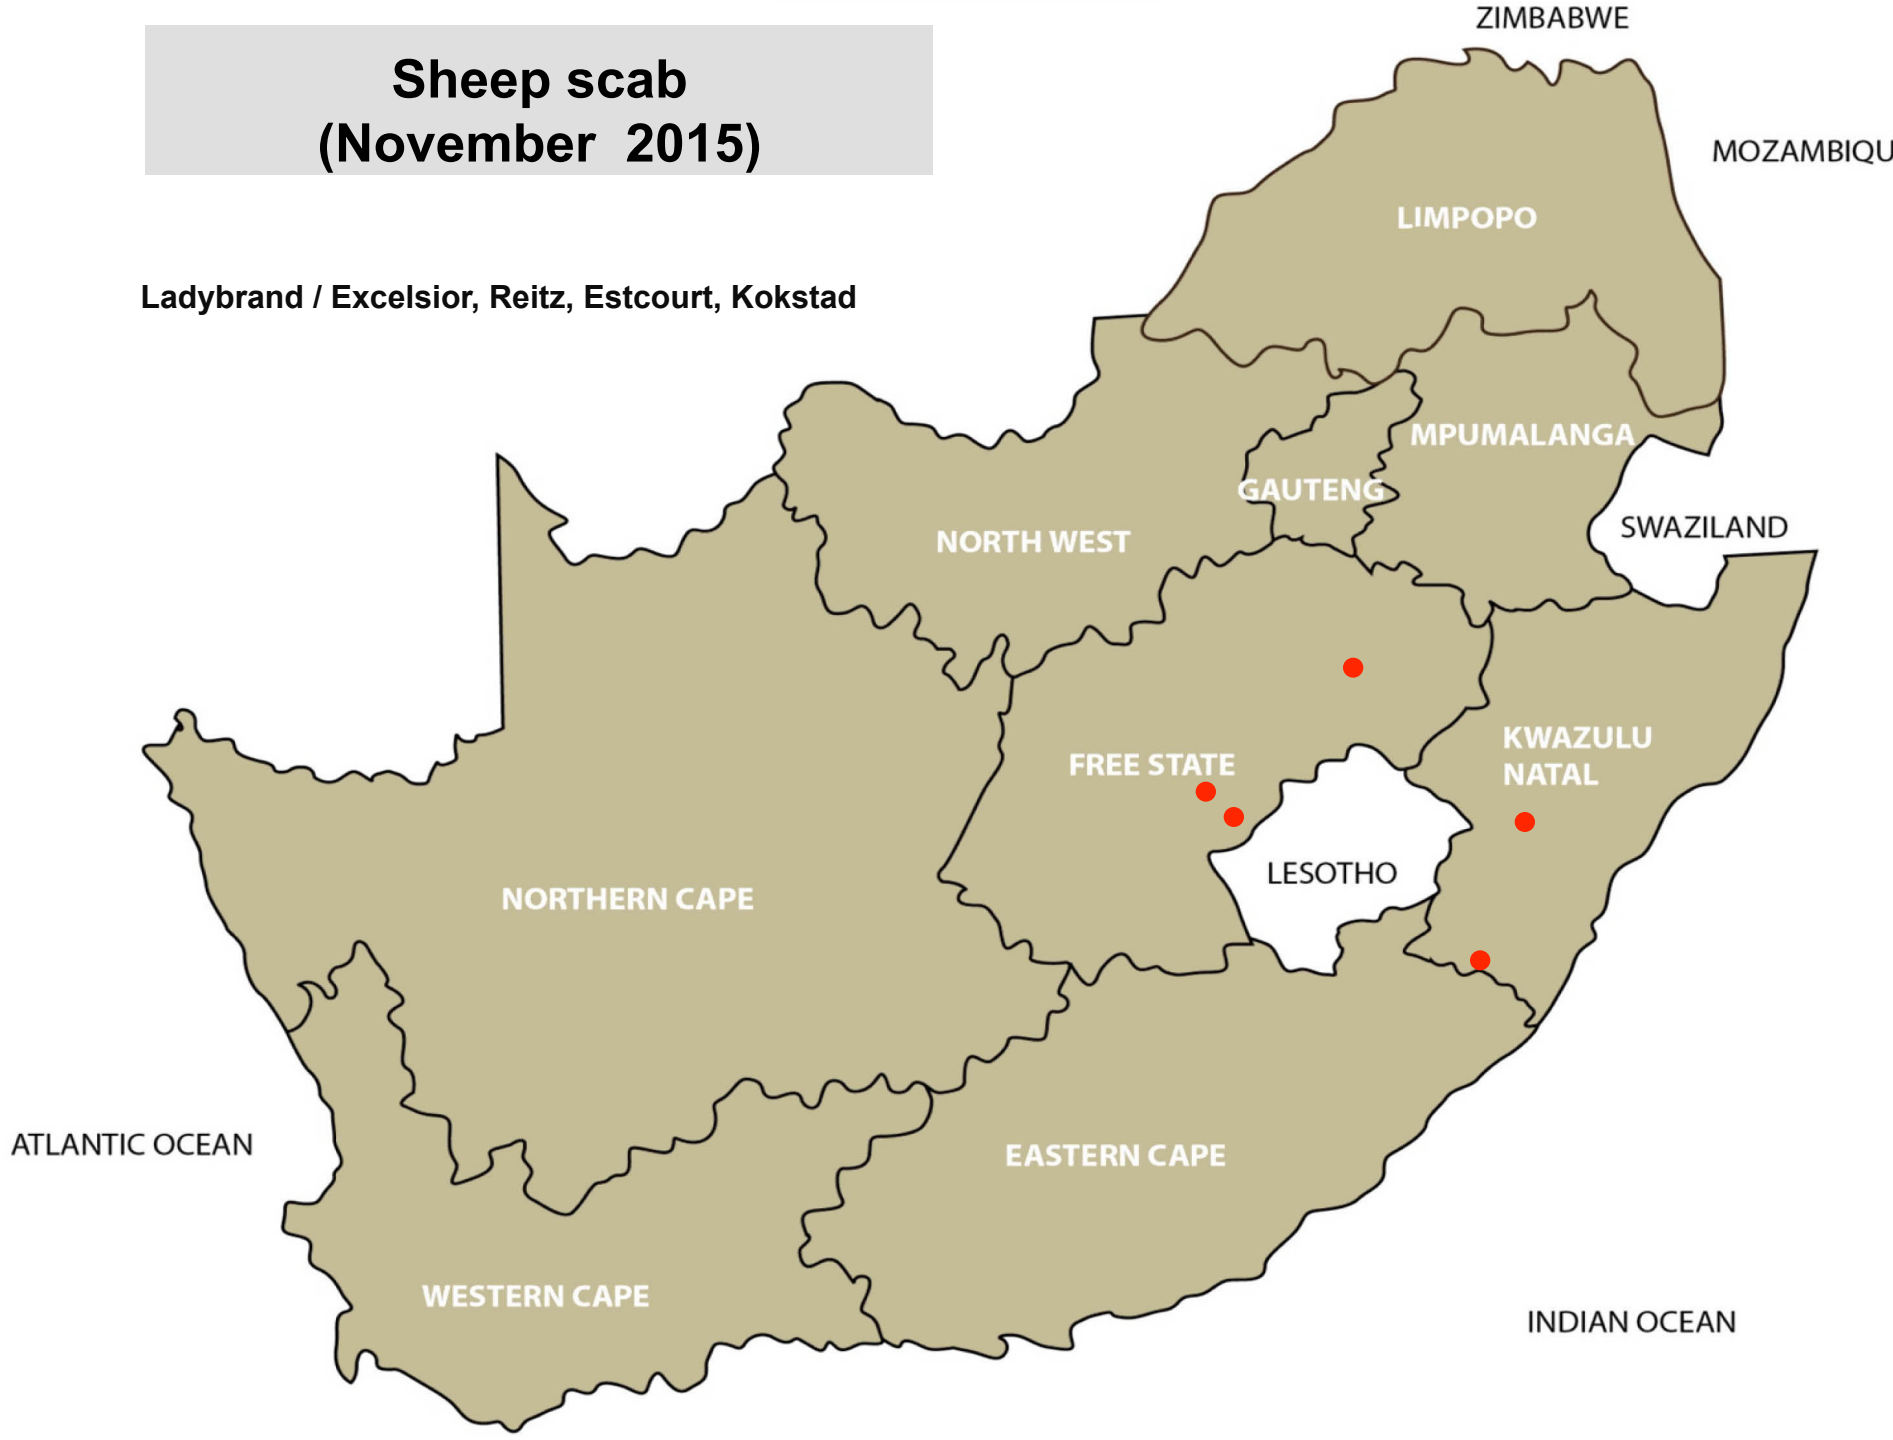 Sheep scab
(November 2015)
Ladybrand / Excelsior, Reitz, Estcourt, Kokstad
ZIMBABWE
MOZAMBIQU
LIMPOPO
MPUMALANGA
GAUTENG
SWAZILAND
NORTH WEST
KWAZULU
NATAL
FREE STATE
LESOTHO
NORTHERN CAPE
ATLANTIC OCEAN
EASTERN CAPE
WESTERN CAPE
INDIAN OCEAN